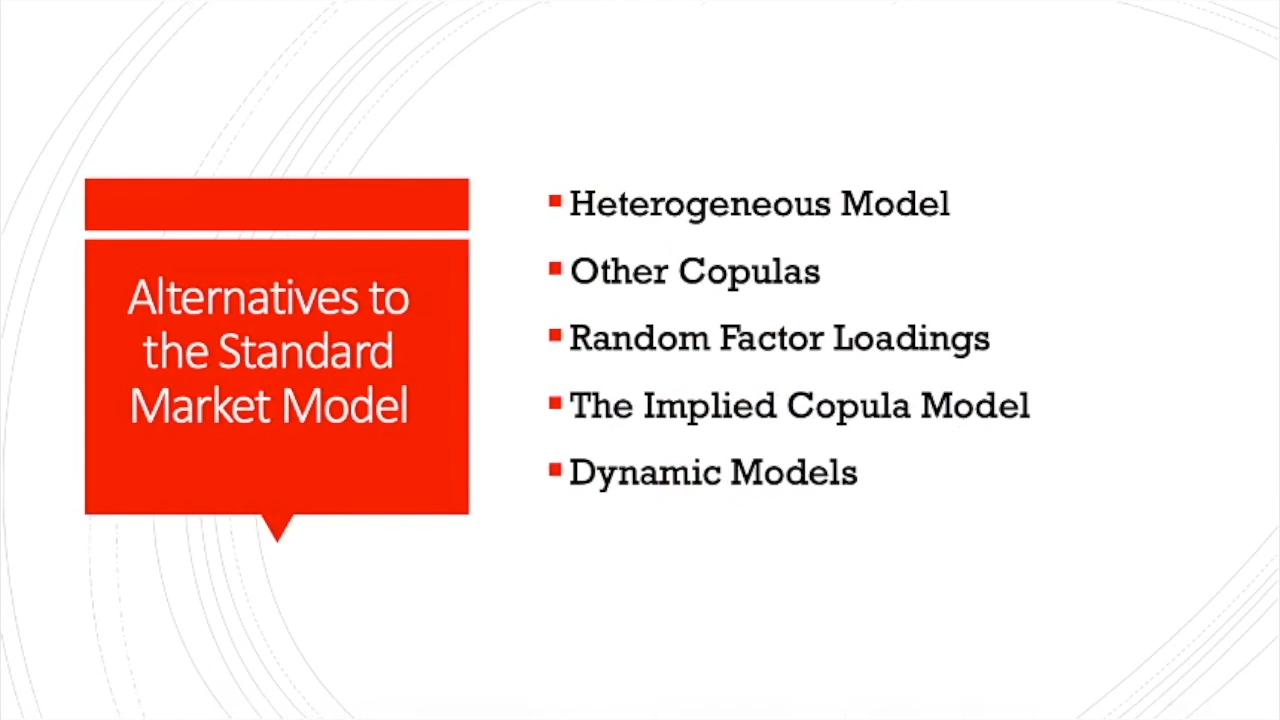 Alternatives to
the Standard
Market Model
Heterogeneous Model
Other Copulas
Random Factor Loadings
The Implied Copula Model
Dynamic Models